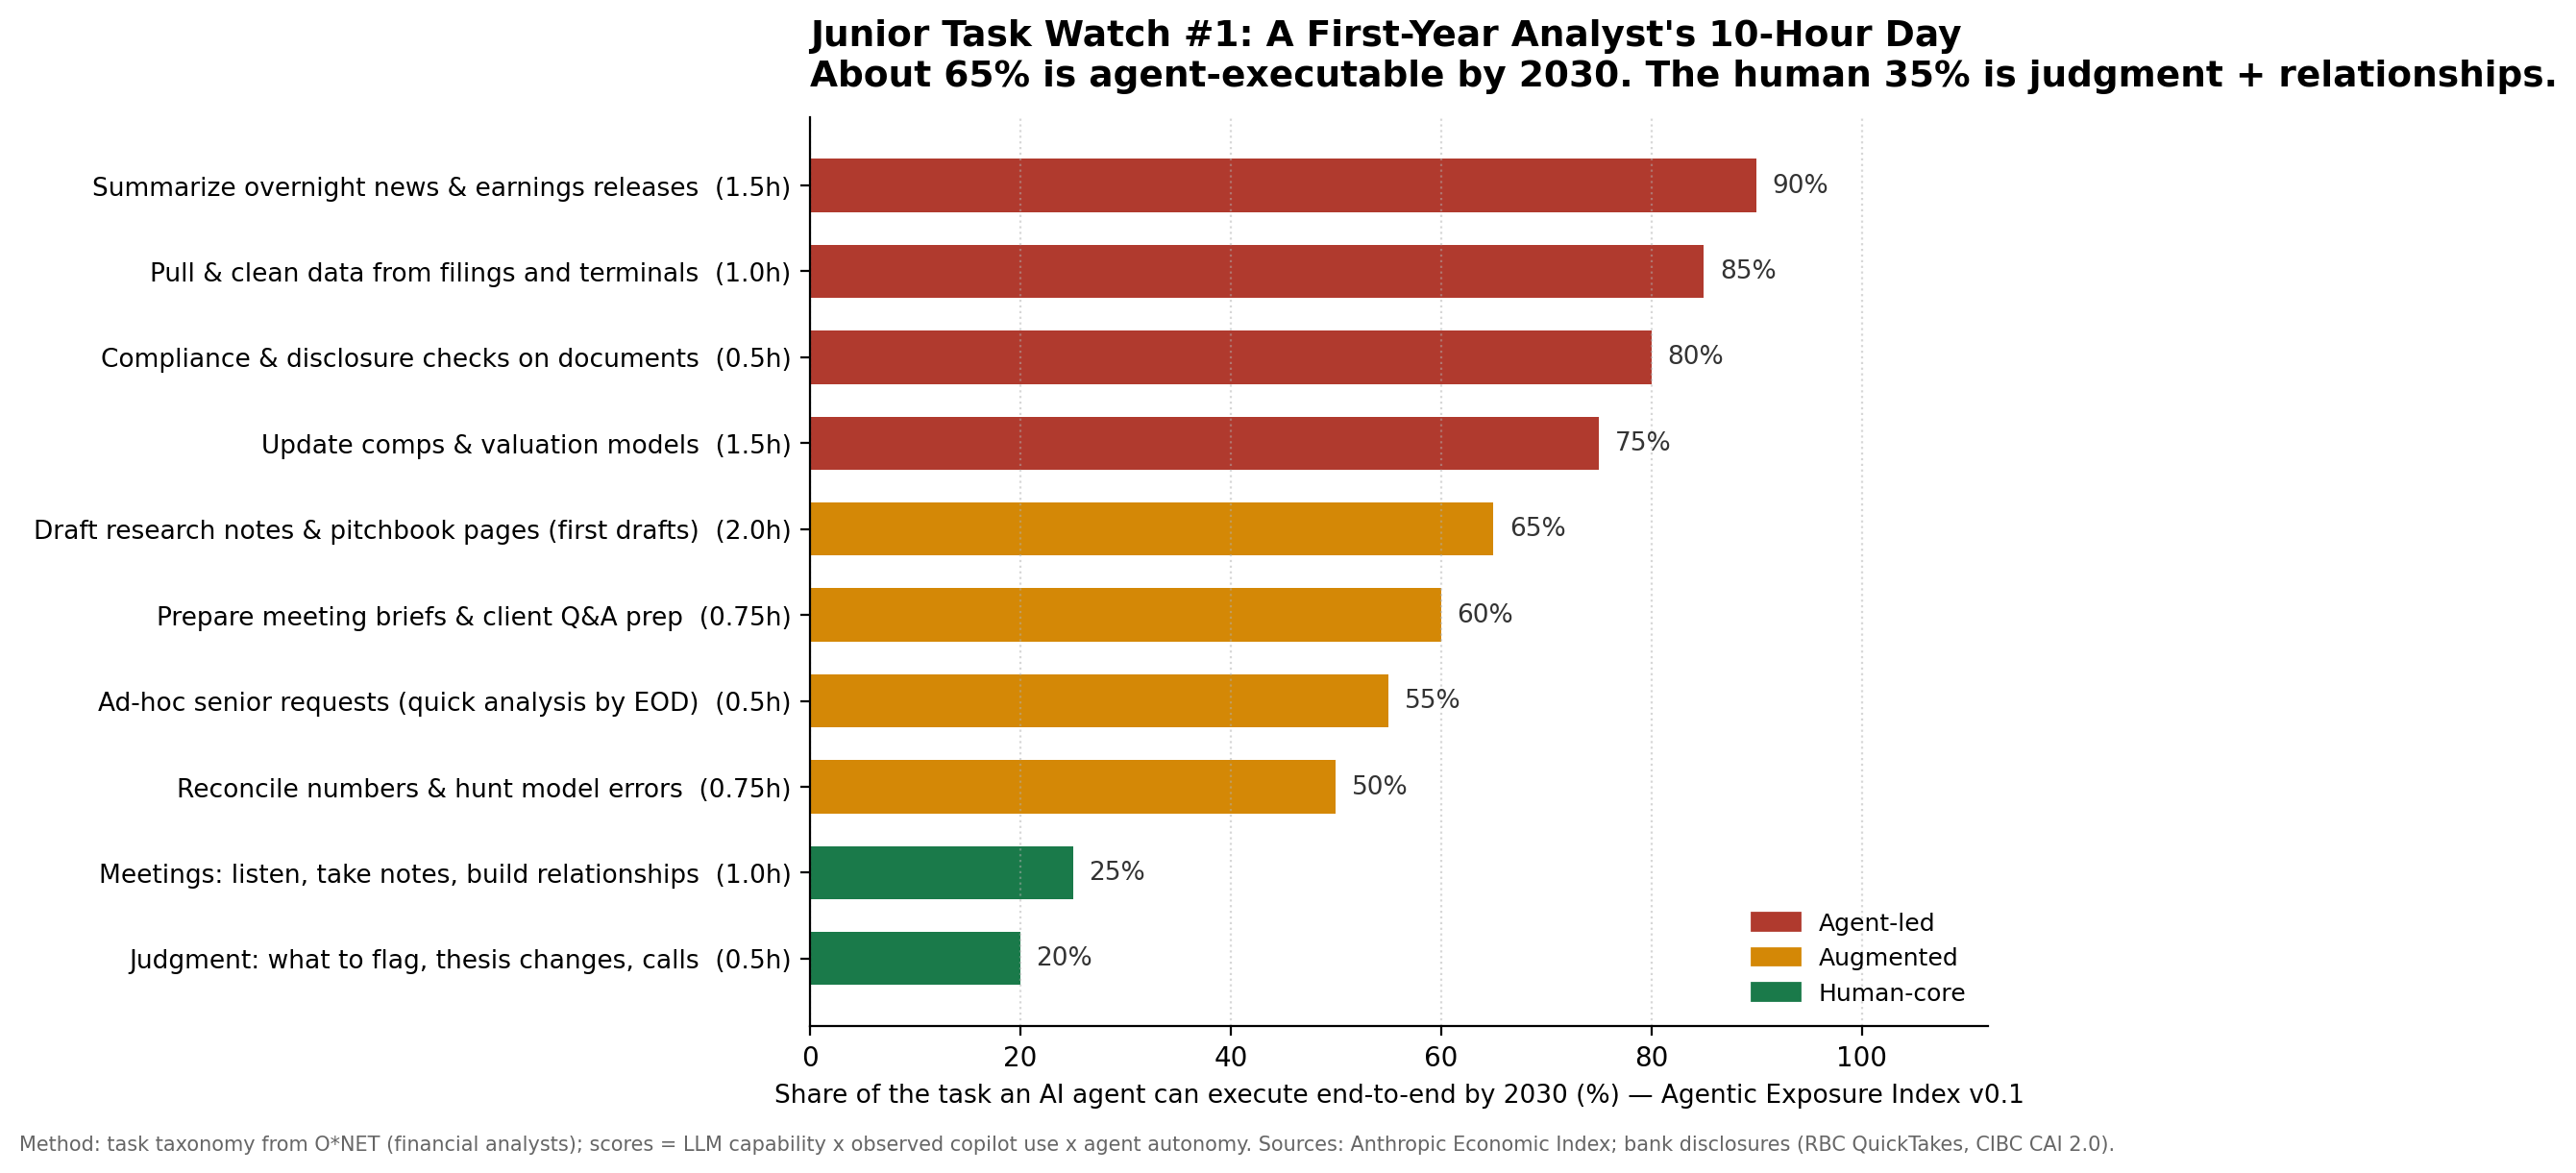 Junior Task Watch #1: A First-Year Analyst's 10-Hour Day
About 65% is agent-executable by 2030. The human 35% is judgment + relationships.
Summarize overnight news & earnings releases (1.5h) 90%
Pull & clean data from filings and terminals (1.0h) 85%
Compliance & disclosure checks on documents (0.5h) 80%
Update comps & valuation models (1.5h) 75%
Draft research notes & pitchbook pages (first drafts) (2.0h) 65%
Prepare meeting briefs & client Q&A prep (0.75h) 60%
Ad-hoc senior requests (quick analysis by EOD) (0.5h) 55%
Reconcile numbers & hunt model errors (0.75h) 50%
Meetings: listen, take notes, build relationships (1.0h) 25%
Judgment: what to flag, thesis changes, calls (0.5h) 20%
Agent-led
Augmented
Human-core
0 20 40 60 80 100
Share of the task an AI agent can execute end-to-end by 2030 (%) — Agentic Exposure Index v0.1
Method: task taxonomy from O*NET (financial analysts); scores = LLM capability x observed copilot use x agent autonomy. Sources: Anthropic Economic Index; bank disclosures (RBC QuickTakes, CIBC CAI 2.0).